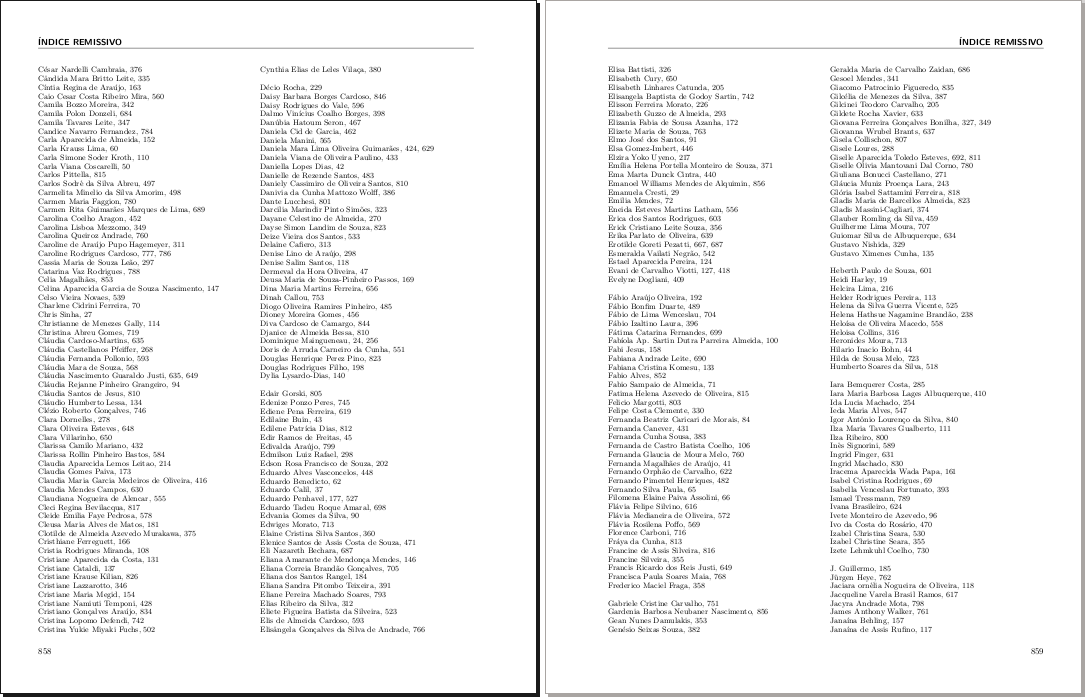 ÍNDICE REMISSIVO
César Nardelli Cambraia, 376
Cândida Mara Britto Leite, 335
Cíntia Regina de Araújo, 163
Caio Cesar Costa Ribeiro Mira, 560
Camila Bozzo Moreira, 342
Camila Polon Donzeli, 684
Camila Tavares Leite, 347
Candice Navarro Fernandez, 784
Carla Aparecida de Almeida, 152
Carla Krauss Lima, 60
Carla Simone Soder Kroth, 110
Carla Viana Coscarelli, 50
Carlos Pittella, 815
Carlos Sodré da Silva Abreu, 497
Carmelita Minelio da Silva Amorim, 498
Carmen Maria Faggion, 780
Carmen Rita Guimarães Marques de Lima, 689
Carolina Coelho Aragon, 452
Carolina Lisboa Mezzomo, 349
Carolina Queiroz Andrade, 760
Caroline de Araújo Pupo Hagemeyer, 311
Caroline Rodrigues Cardoso, 777, 786
Cassia Maria de Souza Leão, 297
Catarina Vaz Rodrigues, 788
Celia Magalhães, 853
Celina Aparecida Garcia de Souza Nascimento, 147
Celso Vieira Novaes, 539
Charlene Cidrini Ferreira, 70
Chris Sinha, 27
Christianne de Menezes Gally, 114
Christina Abreu Gomes, 719
Cláudia Cardoso-Martins, 635
Cláudia Castellanos Pfeiffer, 268
Cláudia Fernanda Pollonio, 593
Cláudia Mara de Souza, 568
Cláudia Nascimento Guaraldo Justi, 635, 649
Cláudia Rejanne Pinheiro Grangeiro, 94
Cláudia Santos de Jesus, 810
Cláudio Humberto Lessa, 134
Clézio Roberto Gonçalves, 746
Clara Dornelles, 278
Clara Oliveira Esteves, 648
Clara Villarinho, 650
Clarissa Camilo Mariano, 432
Clarissa Rollin Pinheiro Bastos, 584
Claudia Aparecida Lemos Leitao, 214
Claudia Gomes Paiva, 173
Claudia Maria Garcia Medeiros de Oliveira, 416
Claudia Mendes Campos, 630
Claudiana Nogueira de Alencar, 555
Cleci Regina Bevilacqua, 817
Cleide Emília Faye Pedrosa, 578
Cleusa Maria Alves de Matos, 181
Clotilde de Almeida Azevedo Murakawa, 375
Cristhiane Ferreguett, 166
Cristia Rodrigues Miranda, 108
Cristiane Aparecida da Costa, 131
Cristiane Cataldi, 137
Cristiane Krause Kilian, 826
Cristiane Lazzarotto, 346
Cristiane Maria Megid, 154
Cristiane Namiuti Temponi, 428
Cristiano Gonçalves Araújo, 834
Cristina Lopomo Defendi, 742
Cristina Yukie Miyaki Fuchs, 502
Cynthia Elias de Leles Vilaça, 380
Décio Rocha, 229
Daisy Barbara Borges Cardoso, 846
Daisy Rodrigues do Vale, 596
Dalmo Vinícius Coelho Borges, 398
Danúbia Hatoum Seron, 467
Daniela Cid de Garcia, 462
Daniela Manini, 565
Daniela Mara Lima Oliveira Guimarães, 424, 629
Daniela Viana de Oliveira Paulino, 433
Daniella Lopes Dias, 42
Danielle de Rezende Santos, 483
Daniely Cassimiro de Oliveira Santos, 810
Danívia da Cunha Mattozo Wolff, 386
Dante Lucchesi, 801
Darcilia Marindir Pinto Simões, 323
Dayane Celestino de Almeida, 270
Dayse Simon Landim de Souza, 823
Deize Vieira dos Santos, 533
Delaine Cafiero, 313
Denise Lino de Araújo, 298
Denise Salim Santos, 118
Dermeval da Hora Oliveira, 47
Deusa Maria de Souza-Pinheiro Passos, 169
Dina Maria Martins Ferreira, 656
Dinah Callou, 753
Diogo Oliveira Ramires Pinheiro, 485
Dioney Moreira Gomes, 456
Diva Cardoso de Camargo, 844
Djanice de Almeida Bessa, 810
Dominique Maingueneau, 24, 256
Doris de Arruda Carneiro da Cunha, 551
Douglas Henrique Perez Pino, 823
Douglas Rodrigues Filho, 198
Dylia Lysardo-Dias, 140
Edair Gorski, 805
Edenize Ponzo Peres, 745
Ediene Pena Ferreira, 619
Edilaine Buin, 43
Edilene Patrícia Dias, 812
Edir Ramos de Freitas, 45
Edivalda Araújo, 799
Edmilson Luiz Rafael, 298
Edson Rosa Francisco de Souza, 202
Eduardo Alves Vasconcelos, 448
Eduardo Benedicto, 62
Eduardo Calil, 37
Eduardo Penhavel, 177, 527
Eduardo Tadeu Roque Amaral, 698
Edvania Gomes da Silva, 90
Edwiges Morato, 713
Elaine Cristina Silva Santos, 360
Elenice Santos de Assis Costa de Souza, 471
Eli Nazareth Bechara, 687
Eliana Amarante de Mendonça Mendes, 146
Eliana Correia Brandão Gonçalves, 705
Eliana dos Santos Rangel, 184
Eliana Sandra Pitombo Teixeira, 391
Eliane Pereira Machado Soares, 793
Elias Ribeiro da Silva, 312
Eliete Figueira Batista da Silveira, 523
Elis de Almeida Cardoso, 593
Elisângela Gonçalves da Silva de Andrade, 766
858
ÍNDICE REMISSIVO
Elisa Battisti, 326
Elisabeth Cury, 650
Elisabeth Linhares Catunda, 205
Elisangela Baptista de Godoy Sartin, 742
Elisson Ferreira Morato, 226
Elizabeth Guzzo de Almeida, 293
Elizania Fabia de Sousa Azanha, 172
Elizete Maria de Souza, 763
Elmo José dos Santos, 91
Elsa Gomez-Imbert, 446
Elzira Yoko Uyeno, 217
Emília Helena Portella Monteiro de Souza, 371
Ema Marta Dunck Cintra, 440
Emanoel Williams Mendes de Alquimin, 856
Emanuela Cresti, 29
Emilia Mendes, 72
Eneida Esteves Martins Latham, 556
Erica dos Santos Rodrigues, 603
Erick Cristiano Leite Souza, 356
Erika Parlato de Oliveira, 639
Erotilde Goreti Pezatti, 667, 687
Esmeralda Vailati Negrão, 542
Estael Aparecida Pereira, 124
Evani de Carvalho Viotti, 127, 418
Evelyne Dogliani, 409
Fábio Araújo Oliveira, 192
Fábio Bonfim Duarte, 489
Fábio de Lima Wenceslau, 704
Fábio Izaltino Laura, 396
Fátima Catarina Fernandes, 699
Fabiola Ap. Sartin Dutra Parreira Almeida, 100
Fabi Jesus, 158
Fabiana Andrade Leite, 690
Fabiana Cristina Komesu, 133
Fabio Alves, 852
Fabio Sampaio de Almeida, 71
Fatima Helena Azevedo de Oliveira, 815
Felicio Margotti, 803
Felipe Costa Clemente, 330
Fernanda Beatriz Caricari de Morais, 84
Fernanda Canever, 431
Fernanda Cunha Sousa, 383
Fernanda de Castro Batista Coelho, 106
Fernanda Glaucia de Moura Melo, 760
Fernanda Magalhães de Araújo, 41
Fernando Orphão de Carvalho, 622
Fernando Pimentel Henriques, 482
Fernando Silva Paula, 65
Filomena Elaine Paiva Assolini, 66
Flávia Felipe Silvino, 616
Flávia Medianeira de Oliveira, 572
Flávia Rosilena Poffo, 569
Florence Carboni, 716
Fráya da Cunha, 813
Francine de Assis Silveira, 816
Francine Silveira, 355
Francis Ricardo dos Reis Justi, 649
Francisca Paula Soares Maia, 768
Frederico Maciel Fraga, 358
Gabriele Cristine Carvalho, 751
Gardenia Barbosa Neubaner Nascimento, 856
Gean Nunes Damulakis, 353
Genésio Seixas Souza, 382
Geralda Maria de Carvalho Zaidan, 686
Gesoel Mendes, 341
Giacomo Patrocinio Figueredo, 835
Gilcélia de Menezes da Silva, 387
Gilcinei Teodoro Carvalho, 205
Gildete Rocha Xavier, 633
Giovana Ferreira Gonçalves Bonilha, 327, 349
Giovanna Wrubel Brants, 637
Gisela Collischon, 807
Gisele Loures, 288
Giselle Aparecida Toledo Esteves, 692, 811
Giselle Olivia Mantovani Dal Corno, 780
Giuliana Bonucci Castellano, 271
Gláucia Muniz Proença Lara, 243
Glória Isabel Sattamini Ferreira, 818
Gladis Maria de Barcellos Almeida, 823
Gladis Massini-Cagliari, 374
Glauber Romling da Silva, 459
Guilherme Lima Moura, 707
Guiomar Silva de Albuquerque, 634
Gustavo Nishida, 329
Gustavo Ximenes Cunha, 135
Heberth Paulo de Souza, 601
Heidi Harley, 19
Helcira Lima, 216
Helder Rodrigues Pereira, 113
Helena da Silva Guerra Vicente, 525
Helena Hathsue Nagamine Brandão, 238
Heloisa de Oliveira Macedo, 558
Heloisa Collins, 316
Heronides Moura, 713
Hilario Inacio Bohn, 44
Hilda de Sousa Melo, 723
Humberto Soares da Silva, 518
Iara Bemquerer Costa, 285
Iara Maria Barbosa Lages Albuquerque, 410
Ida Lucia Machado, 254
Ieda Maria Alves, 547
Igor Antônio Lourenço da Silva, 840
Ilza Maria Tavares Gualberto, 111
Ilza Ribeiro, 800
Inês Signorini, 589
Ingrid Finger, 631
Ingrid Machado, 830
Iracema Aparecida Wada Papa, 161
Isabel Cristina Rodrigues, 69
Isabella Venceslau Fortunato, 393
Ismael Tressmann, 789
Ivana Brasileiro, 624
Ivete Monteiro de Azevedo, 96
Ivo da Costa do Rosário, 470
Izabel Christina Seara, 530
Izabel Christine Seara, 355
Izete Lehmkuhl Coelho, 730
J. Guillermo, 185
Jürgen Heye, 762
Jaciara ornélia Nogueira de Oliveira, 118
Jacqueline Varela Brasil Ramos, 617
Jacyra Andrade Mota, 798
James Anthony Walker, 761
Janaína Behling, 157
Janaína de Assis Rufino, 117
859